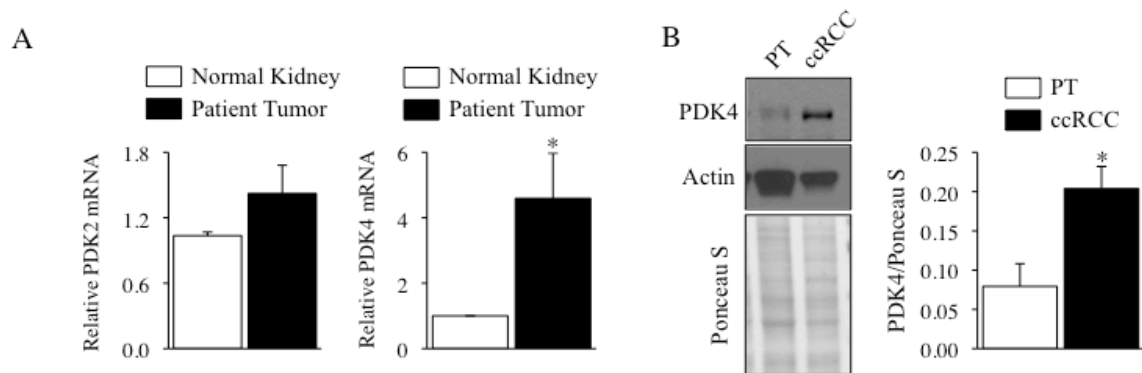 A
Normal Kidney
Patient Tumor
Relative PDK2 mRNA
1.8
1.2
0.6
0.0
Normal Kidney
Patient Tumor
Relative PDK4 mRNA
6
4
2
0
*
B
PT
ccRCC
PDK4
Actin
Ponceau S
PT
ccRCC
PDK4/Ponceau S
0.25
0.20
0.15
0.10
0.05
0.00
*